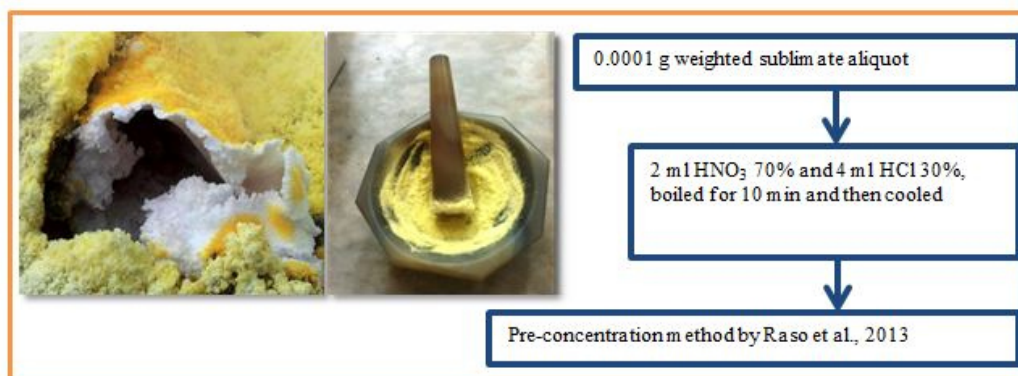 0.0001 g weighted sublimate aliquot
2 ml HNO₃ 70% and 4 ml HCl 30%,
boiled for 10 min and then cooled
Pre-concentration method by Raso et al., 2013